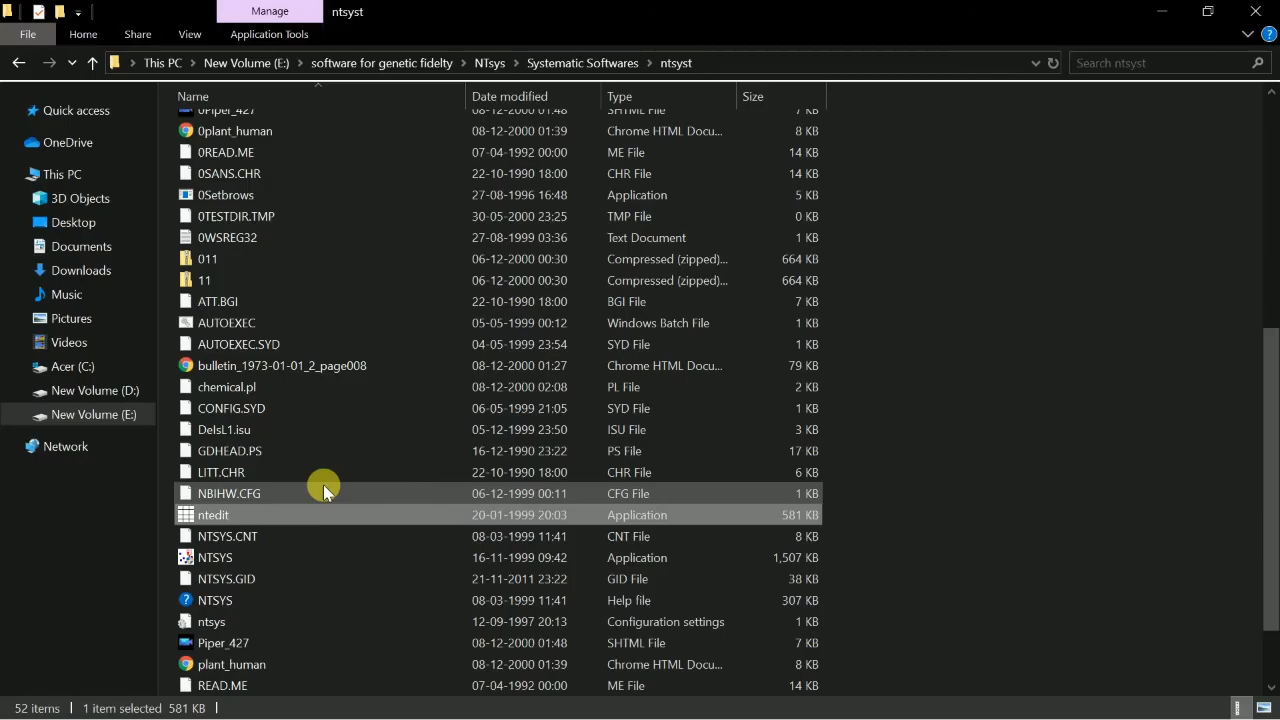 Manage ntsyst
File Home Share View Application Tools
This PC New Volume (E:) software for genetic fidelty NTsys Systematic Softwares ntsyst Search ntsyst
Name Date modified Type Size
Quick access
OneDrive
This PC
3D Objects
Desktop
Documents
Downloads
Music
Pictures
Videos
Acer (C:)
New Volume (D:)
New Volume (E:)
Network
0Piper_427 08-12-2000 01:48 SHTML File 7 KB
0plant_human 08-12-2000 01:39 Chrome HTML Docu... 8 KB
0READ.ME 07-04-1992 00:00 ME File 14 KB
0SANS.CHR 22-10-1990 18:00 CHR File 14 KB
0Setbrows 27-08-1996 16:48 Application 5 KB
0TESTDIR.TMP 30-05-2000 23:25 TMP File 0 KB
0WSREG32 27-08-1999 03:36 Text Document 1 KB
011 06-12-2000 00:30 Compressed (zipped)... 664 KB
11 06-12-2000 00:30 Compressed (zipped)... 664 KB
ATT.BGI 22-10-1990 18:00 BGI File 7 KB
AUTOEXEC 05-05-1999 00:12 Windows Batch File 1 KB
AUTOEXEC.SYD 04-05-1999 23:54 SYD File 1 KB
bulletin_1973-01-01_2_page008 08-12-2000 01:27 Chrome HTML Docu... 79 KB
chemical.pl 08-12-2000 02:08 PL File 2 KB
CONFIG.SYD 06-05-1999 21:05 SYD File 1 KB
DelsL1.isu 05-12-1999 23:50 ISU File 3 KB
GDHEAD.PS 16-12-1990 23:22 PS File 17 KB
LITT.CHR 22-10-1990 18:00 CHR File 6 KB
NBIHW.CFG 06-12-1999 00:11 CFG File 1 KB
ntedit 20-01-1999 20:03 Application 581 KB
NTSYS.CNT 08-03-1999 11:41 CNT File 8 KB
NTSYS 16-11-1999 09:42 Application 1,507 KB
NTSYS.GID 21-11-2011 23:22 GID File 38 KB
NTSYS 08-03-1999 11:41 Help file 307 KB
ntsys 12-09-1997 20:13 Configuration settings 1 KB
Piper_427 08-12-2000 01:48 SHTML File 7 KB
plant_human 08-12-2000 01:39 Chrome HTML Docu... 8 KB
READ.ME 07-04-1992 00:00 ME File 14 KB
52 items 1 item selected 581 KB